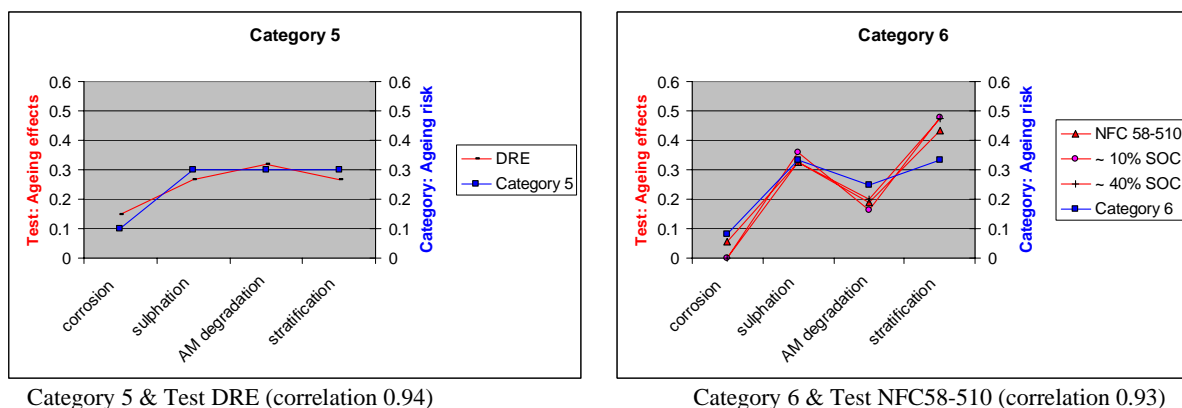 Category 5
Test: Ageing effects
0.6
0.5
0.4
0.3
0.2
0.1
0
0.6
0.5
0.4
0.3
0.2
0.1
0
Category: Ageing risk
corrosion
sulphation
AM degradation
stratification
DRE
Category 5
Category 6
Test: Ageing effects
0.6
0.5
0.4
0.3
0.2
0.1
0
0.6
0.5
0.4
0.3
0.2
0.1
0
Category: Ageing risk
corrosion
sulphation
AM degradation
stratification
NFC 58-510
~ 10% SOC
~ 40% SOC
Category 6
Category 5 & Test DRE (correlation 0.94)
Category 6 & Test NFC58-510 (correlation 0.93)